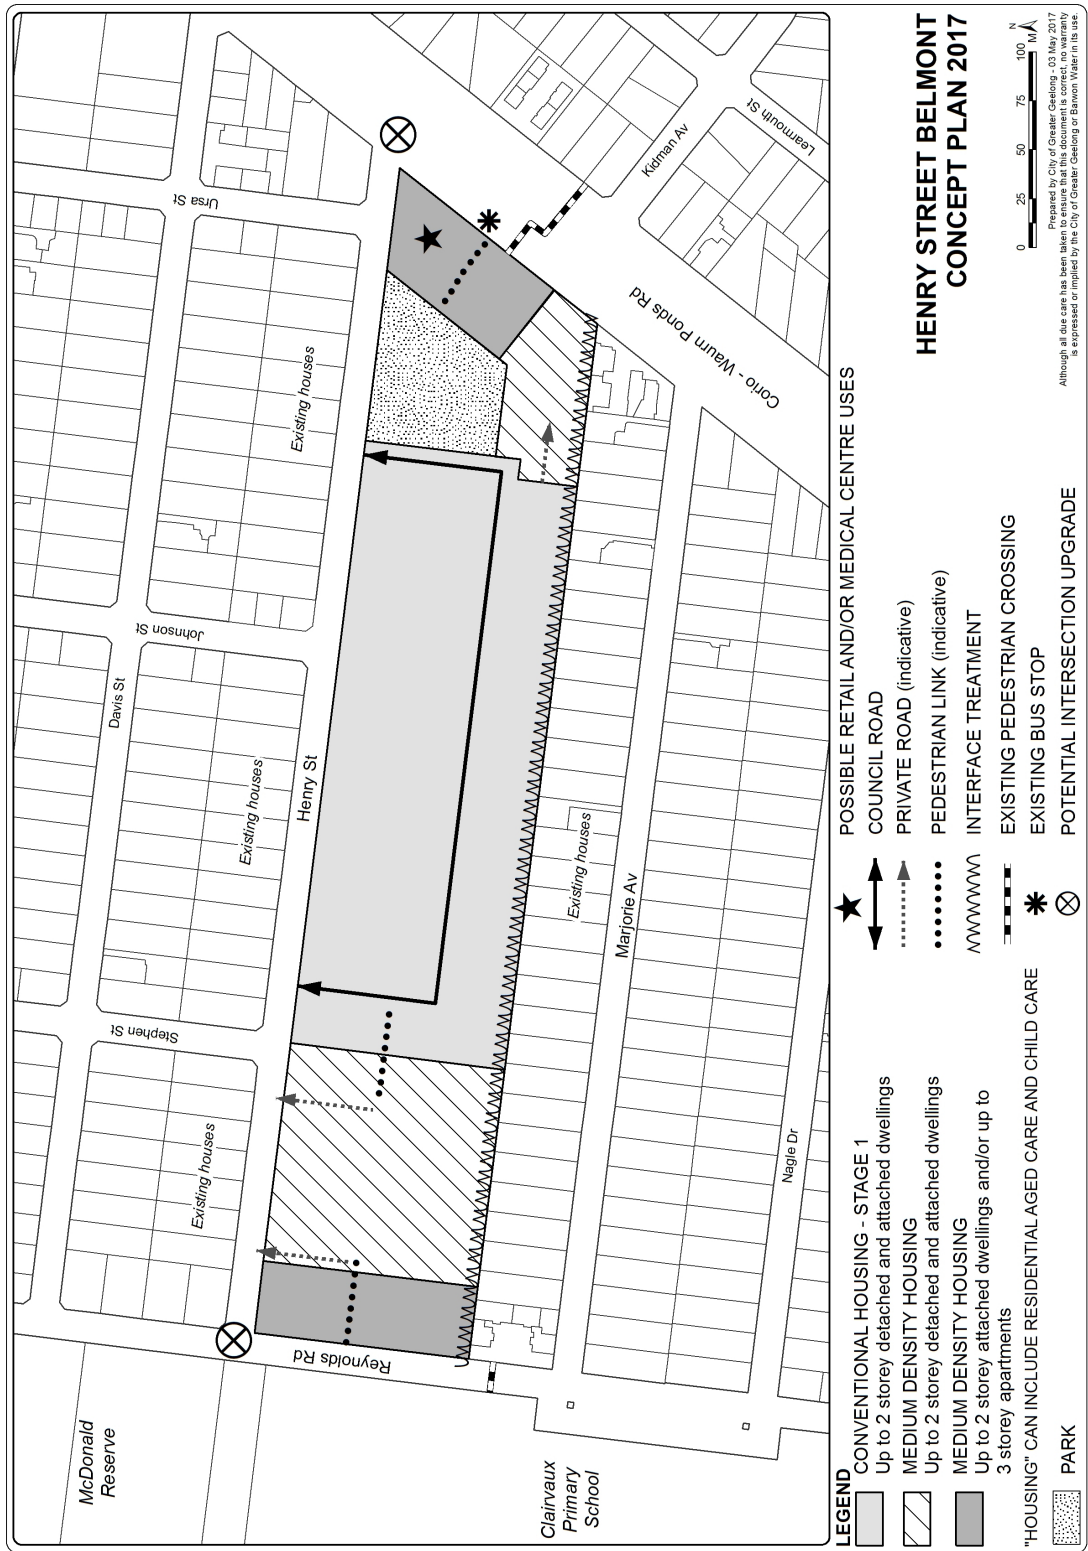 Ursa St
Kidman Av
Learmouth St
Existing houses
Corio - Waurn Ponds Rd
Johnson St
Davis St
Existing houses
Henry St
Existing houses
Marjorie Av
Stephen St
Existing houses
Nagle Dr
Reynolds Rd
McDonald
Reserve
Clairvaux
Primary
School
LEGEND
CONVENTIONAL HOUSING - STAGE 1
Up to 2 storey detached and attached dwellings
MEDIUM DENSITY HOUSING
Up to 2 storey detached and attached dwellings
MEDIUM DENSITY HOUSING
Up to 2 storey attached dwellings and/or up to
3 storey apartments
"HOUSING" CAN INCLUDE RESIDENTIAL AGED CARE AND CHILD CARE
PARK
POSSIBLE RETAIL AND/OR MEDICAL CENTRE USES
COUNCIL ROAD
PRIVATE ROAD (indicative)
PEDESTRIAN LINK (indicative)
INTERFACE TREATMENT
EXISTING PEDESTRIAN CROSSING
EXISTING BUS STOP
POTENTIAL INTERSECTION UPGRADE
HENRY STREET BELMONT
CONCEPT PLAN 2017
N
0 25 50 75 100
M
Prepared by City of Greater Geelong - 03 May 2017
Although all due care has been taken to ensure that this document is correct, no warranty
is expressed or implied by the City of Greater Geelong or Barwon Water in its use.